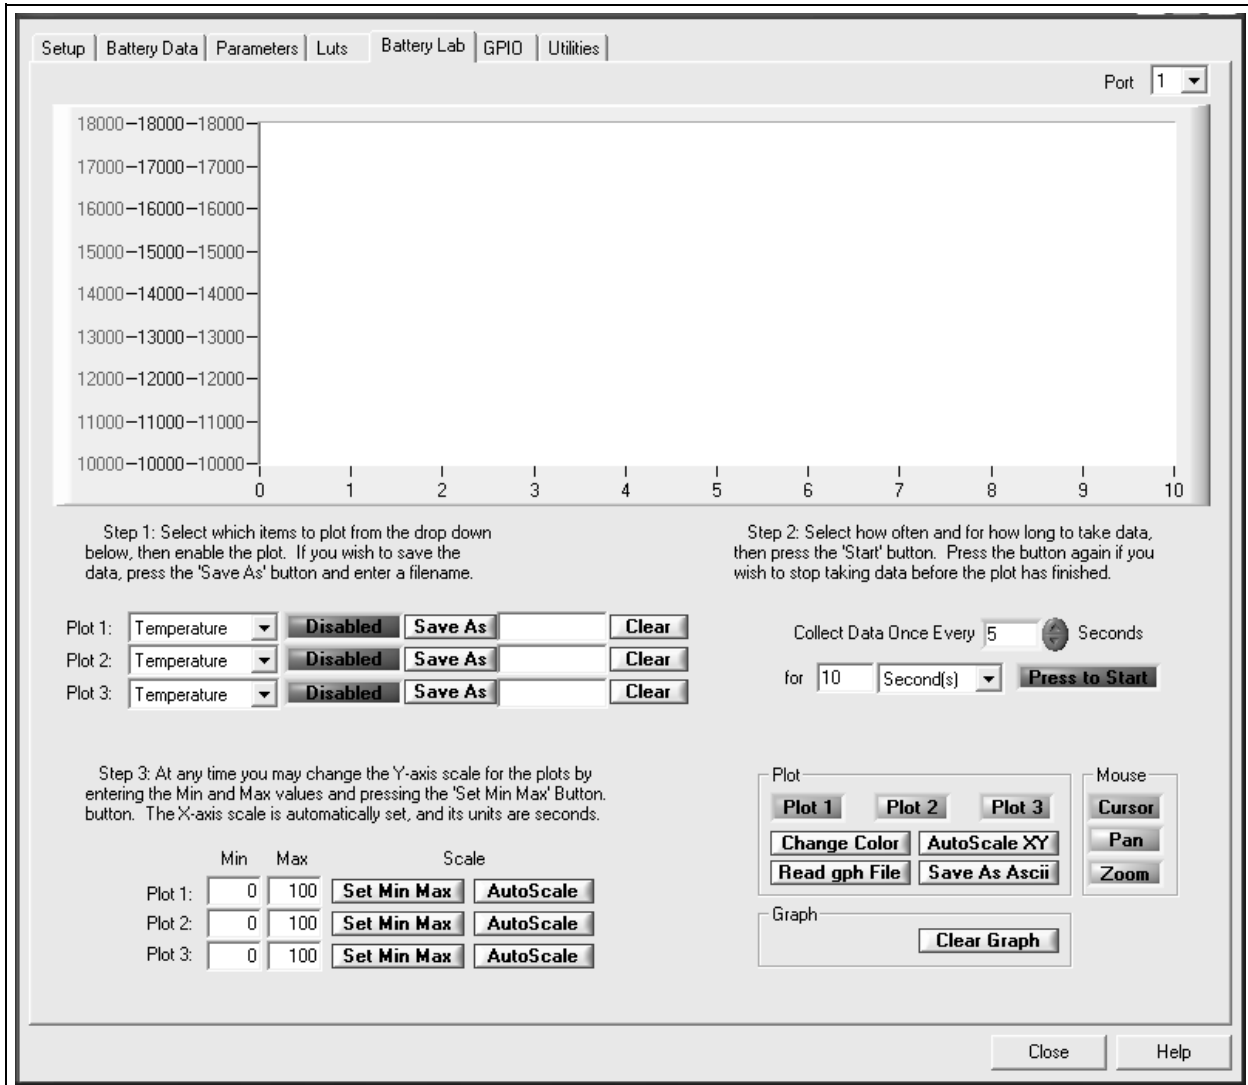 Setup Battery Data Parameters Luts Battery Lab GPIO Utilities
Port 1
18000 18000 18000
17000 17000 17000
16000 16000 16000
15000 15000 15000
14000 14000 14000
13000 13000 13000
12000 12000 12000
11000 11000 11000
10000 10000 10000
0 1 2 3 4 5 6 7 8 9 10
Step 1: Select which items to plot from the drop down
below, then enable the plot. If you wish to save the
data, press the 'Save As' button and enter a filename.
Step 2: Select how often and for how long to take data,
then press the 'Start' button. Press the button again if you
wish to stop taking data before the plot has finished.
Plot 1: Temperature Disabled Save As Clear
Plot 2: Temperature Disabled Save As Clear
Plot 3: Temperature Disabled Save As Clear
Collect Data Once Every 5 Seconds
for 10 Second(s) Press to Start
Step 3: At any time you may change the Y-axis scale for the plots by
entering the Min and Max values and pressing the 'Set Min Max' Button.
button. The X-axis scale is automatically set, and its units are seconds.
Min Max Scale
Plot 1: 0 100 Set Min Max AutoScale
Plot 2: 0 100 Set Min Max AutoScale
Plot 3: 0 100 Set Min Max AutoScale
Plot
Plot 1 Plot 2 Plot 3
Change Color AutoScale XY
Read gph File Save As Ascii
Mouse
Cursor
Pan
Zoom
Graph
Clear Graph
Close Help